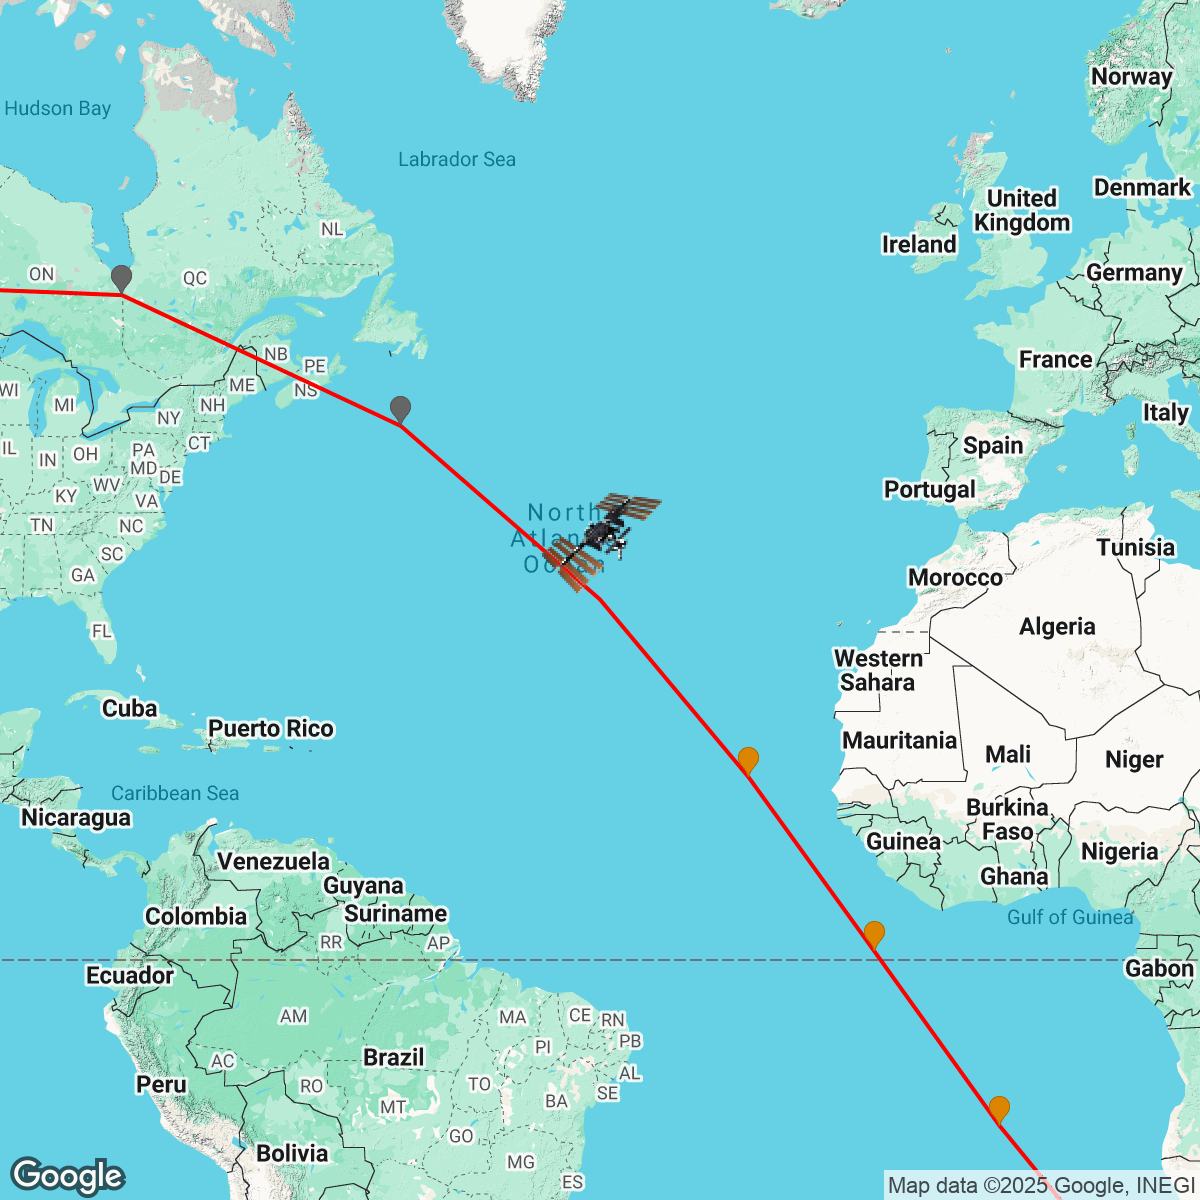 Norway
Hudson Bay
Labrador Sea
Denmark
United
Kingdom
NL
Ireland
ON
QC
Germany
NB
PE
France
WI
ME
NS
MI
NH
Italy
NY
CT
IL
IN
OH
PA
MD
DE
Spain
KY
WV
VA
Portugal
TN
NC
North
SC
Atlan
Tunisia
GA
Morocco
FL
Algeria
Western
Sahara
Cuba
Puerto Rico
Mauritania
Mali
Niger
Caribbean Sea
Nicaragua
Burkina
Faso
Guinea
Nigeria
Venezuela
Ghana
Guyana
Suriname
Colombia
Gulf of Guinea
RR
AP
Ecuador
Gabon
AM
MA
CE
RN
PB
PI
Brazil
AC
AL
Peru
RO
TO
SE
MT
BA
GO
Bolivia
MG
ES
Google
Map data ©2025 Google, INEGI